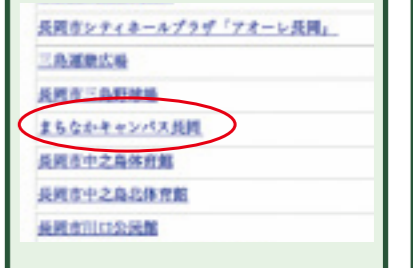 長岡市シティホールプラザ「アオーレ長岡」
三島運動広場
長岡市三島野球場
まちなかキャンパス長岡
長岡市中之島体育館
長岡市中之島北体育館
長岡市川口公民館